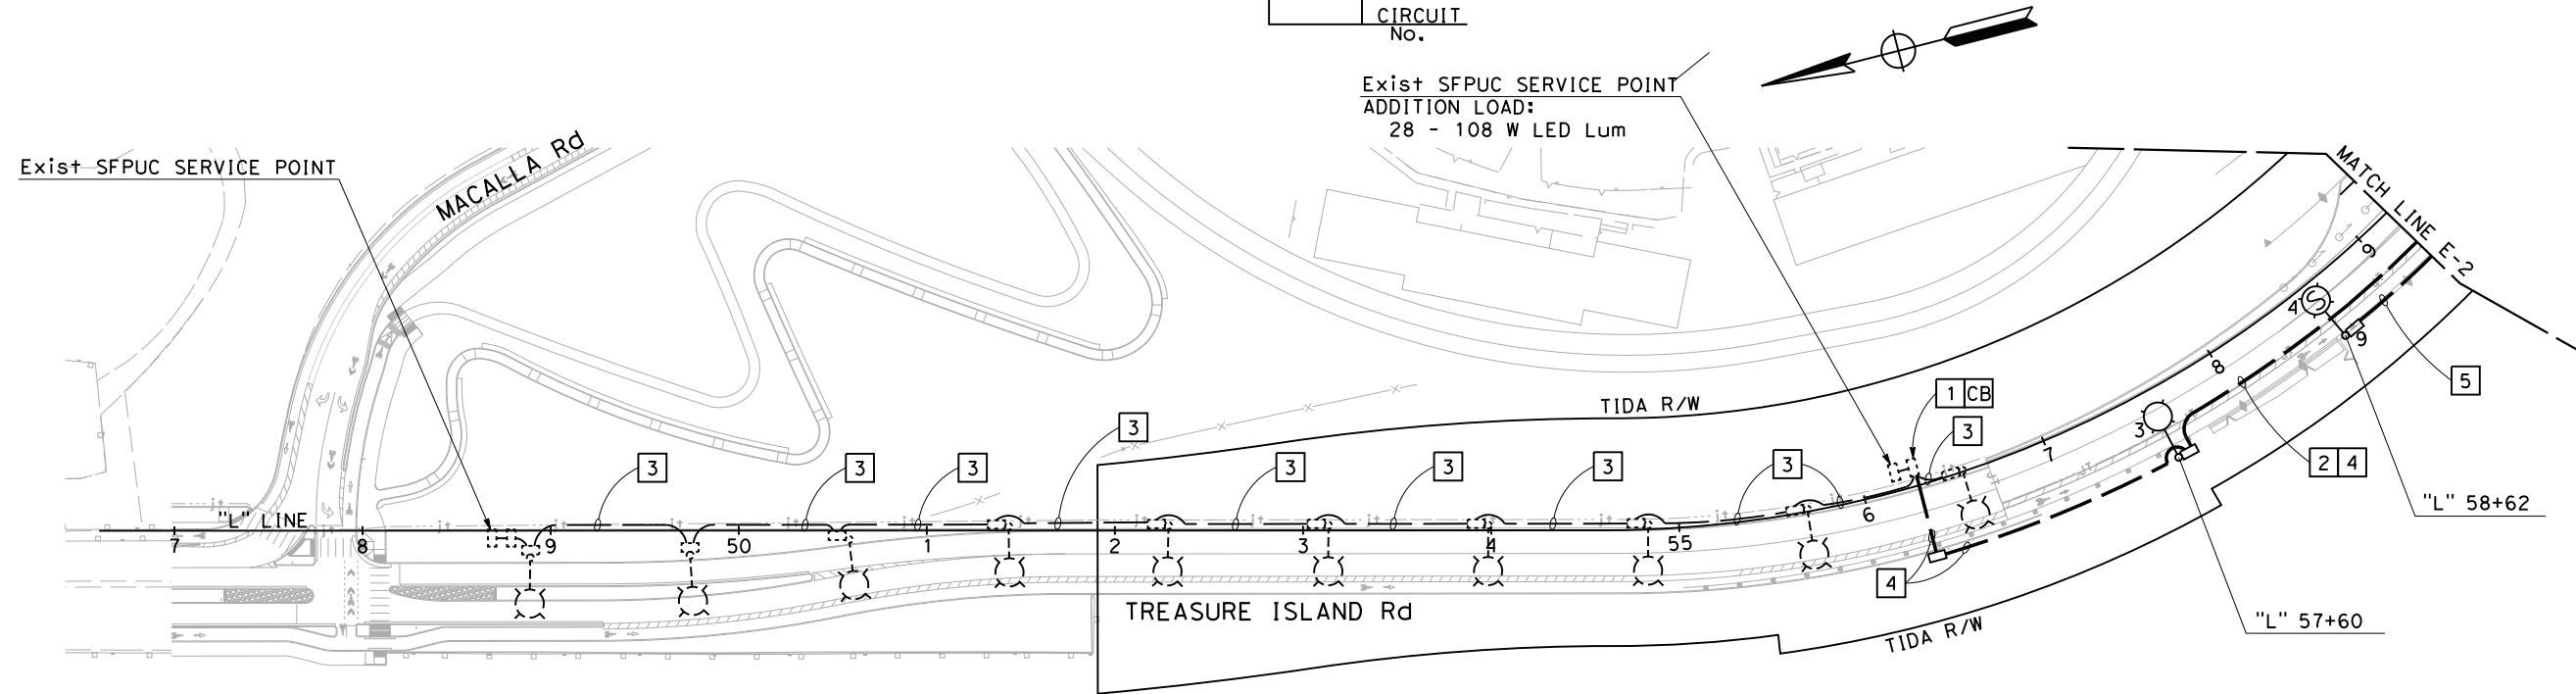 CIRCUIT
No.
Exist SFPUC SERVICE POINT
ADDITION LOAD:
28 - 108 W LED Lum
Exist SFPUC SERVICE POINT
MACALLA Rd
MATCH LINE E-2
9
S
4
9
8
5
1 CB
TIDA R/W
3
3
3
3
3
3
3
3
3
3
7
2 4
"L" 58+62
"L" LINE
6
7
8
9
50
1
2
3
4
55
4
TREASURE ISLAND Rd
"L" 57+60
TIDA R/W